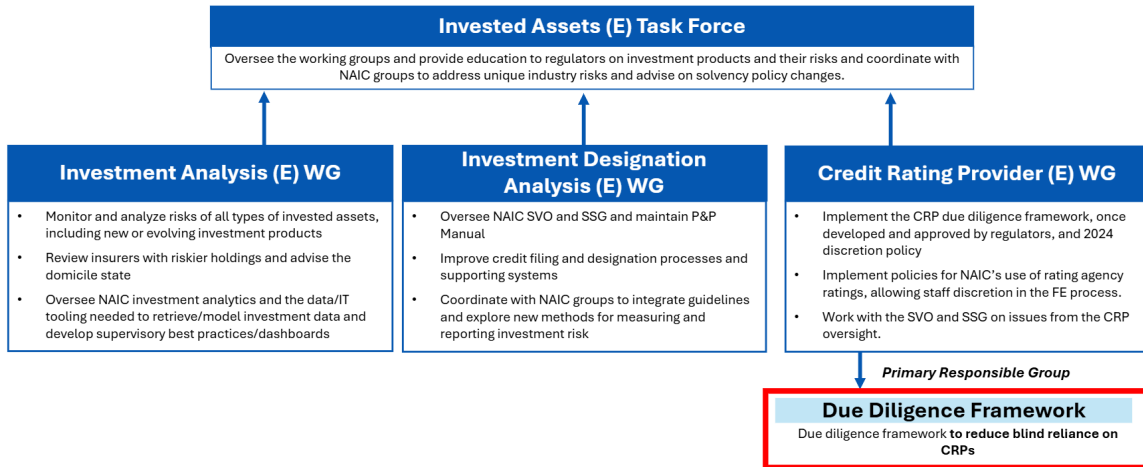 Invested Assets (E) Task Force
Oversee the working groups and provide education to regulators on investment products and their risks and coordinate with
NAIC groups to address unique industry risks and advise on solvency policy changes.
Investment Analysis (E) WG
• Monitor and analyze risks of all types of invested assets,
including new or evolving investment products
• Review insurers with riskier holdings and advise the
domicile state
• Oversee NAIC investment analytics and the data/IT
tooling needed to retrieve/model investment data and
develop supervisory best practices/dashboards
Investment Designation
Analysis (E) WG
• Oversee NAIC SVO and SSG and maintain P&P
Manual
• Improve credit filing and designation processes and
supporting systems
• Coordinate with NAIC groups to integrate guidelines
and explore new methods for measuring and
reporting investment risk
Credit Rating Provider (E) WG
• Implement the CRP due diligence framework, once
developed and approved by regulators, and 2024
discretion policy
• Implement policies for NAIC's use of rating agency
ratings, allowing staff discretion in the FE process.
• Work with the SVO and SSG on issues from the CRP
oversight.
Primary Responsible Group
Due Diligence Framework
Due diligence framework to reduce blind reliance on
CRPs